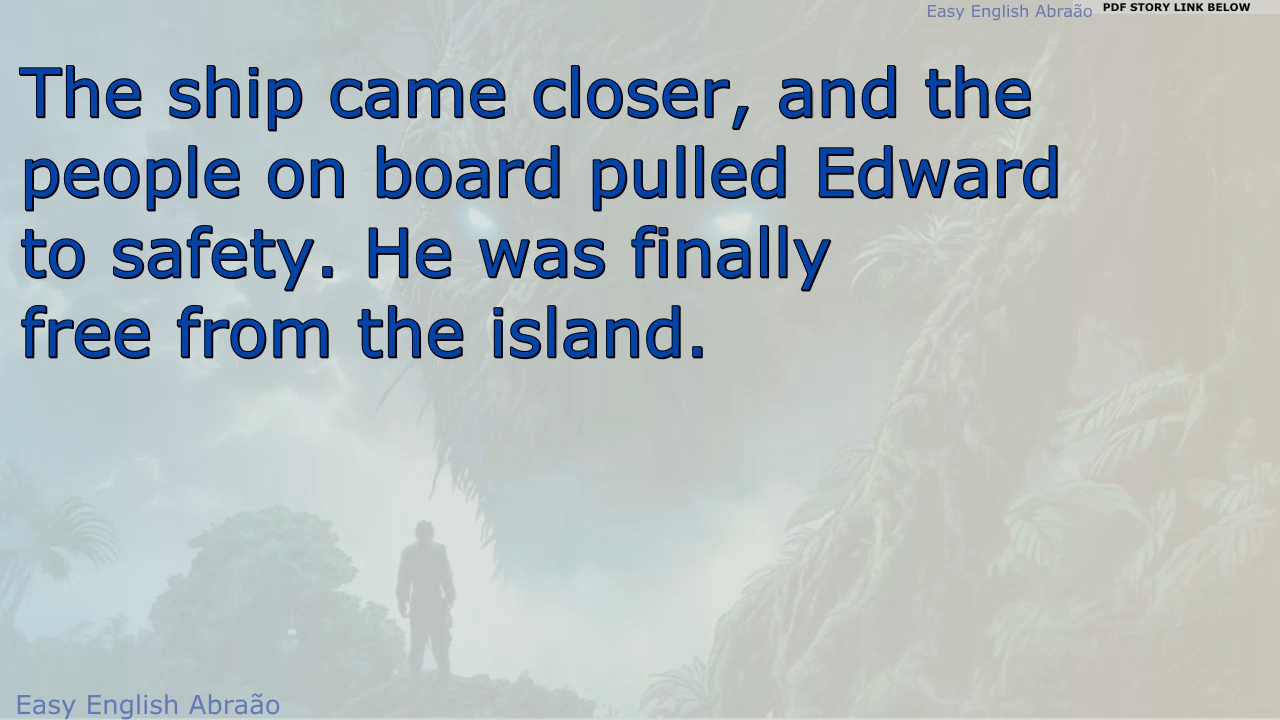 Easy English Abraão PDF STORY LINK BELOW
The ship came closer, and the
people on board pulled Edward
to safety. He was finally
free from the island.
Easy English Abraão